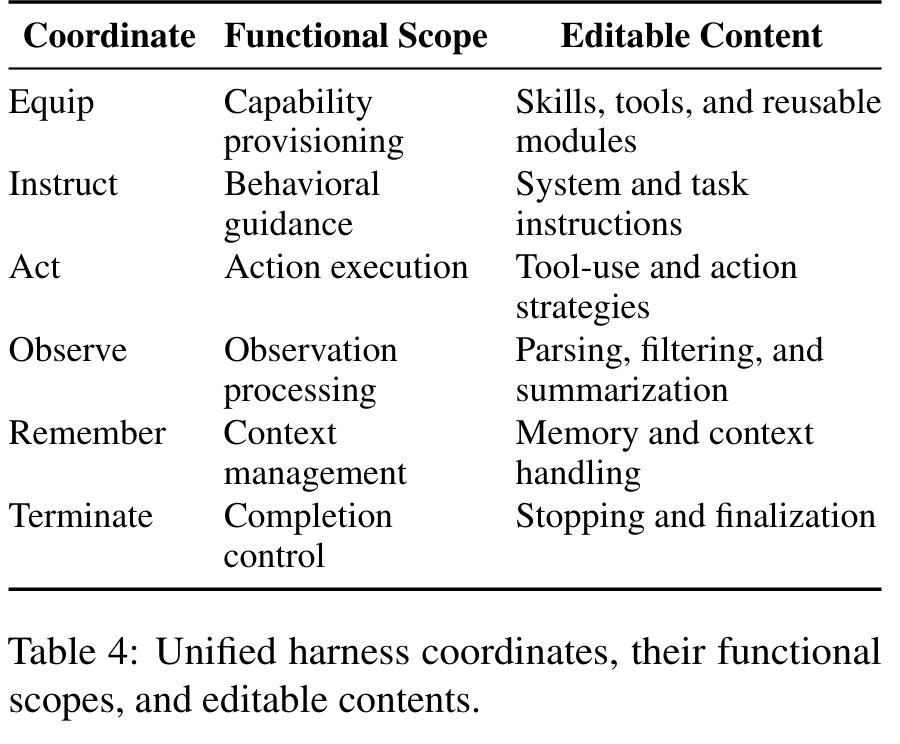 Coordinate Functional Scope Editable Content
Equip Capability provisioning Skills, tools, and reusable modules
Instruct Behavioral guidance System and task instructions
Act Action execution Tool-use and action strategies
Observe Observation processing Parsing, filtering, and summarization
Remember Context management Memory and context handling
Terminate Completion control Stopping and finalization
Table 4: Unified harness coordinates, their functional
scopes, and editable contents.